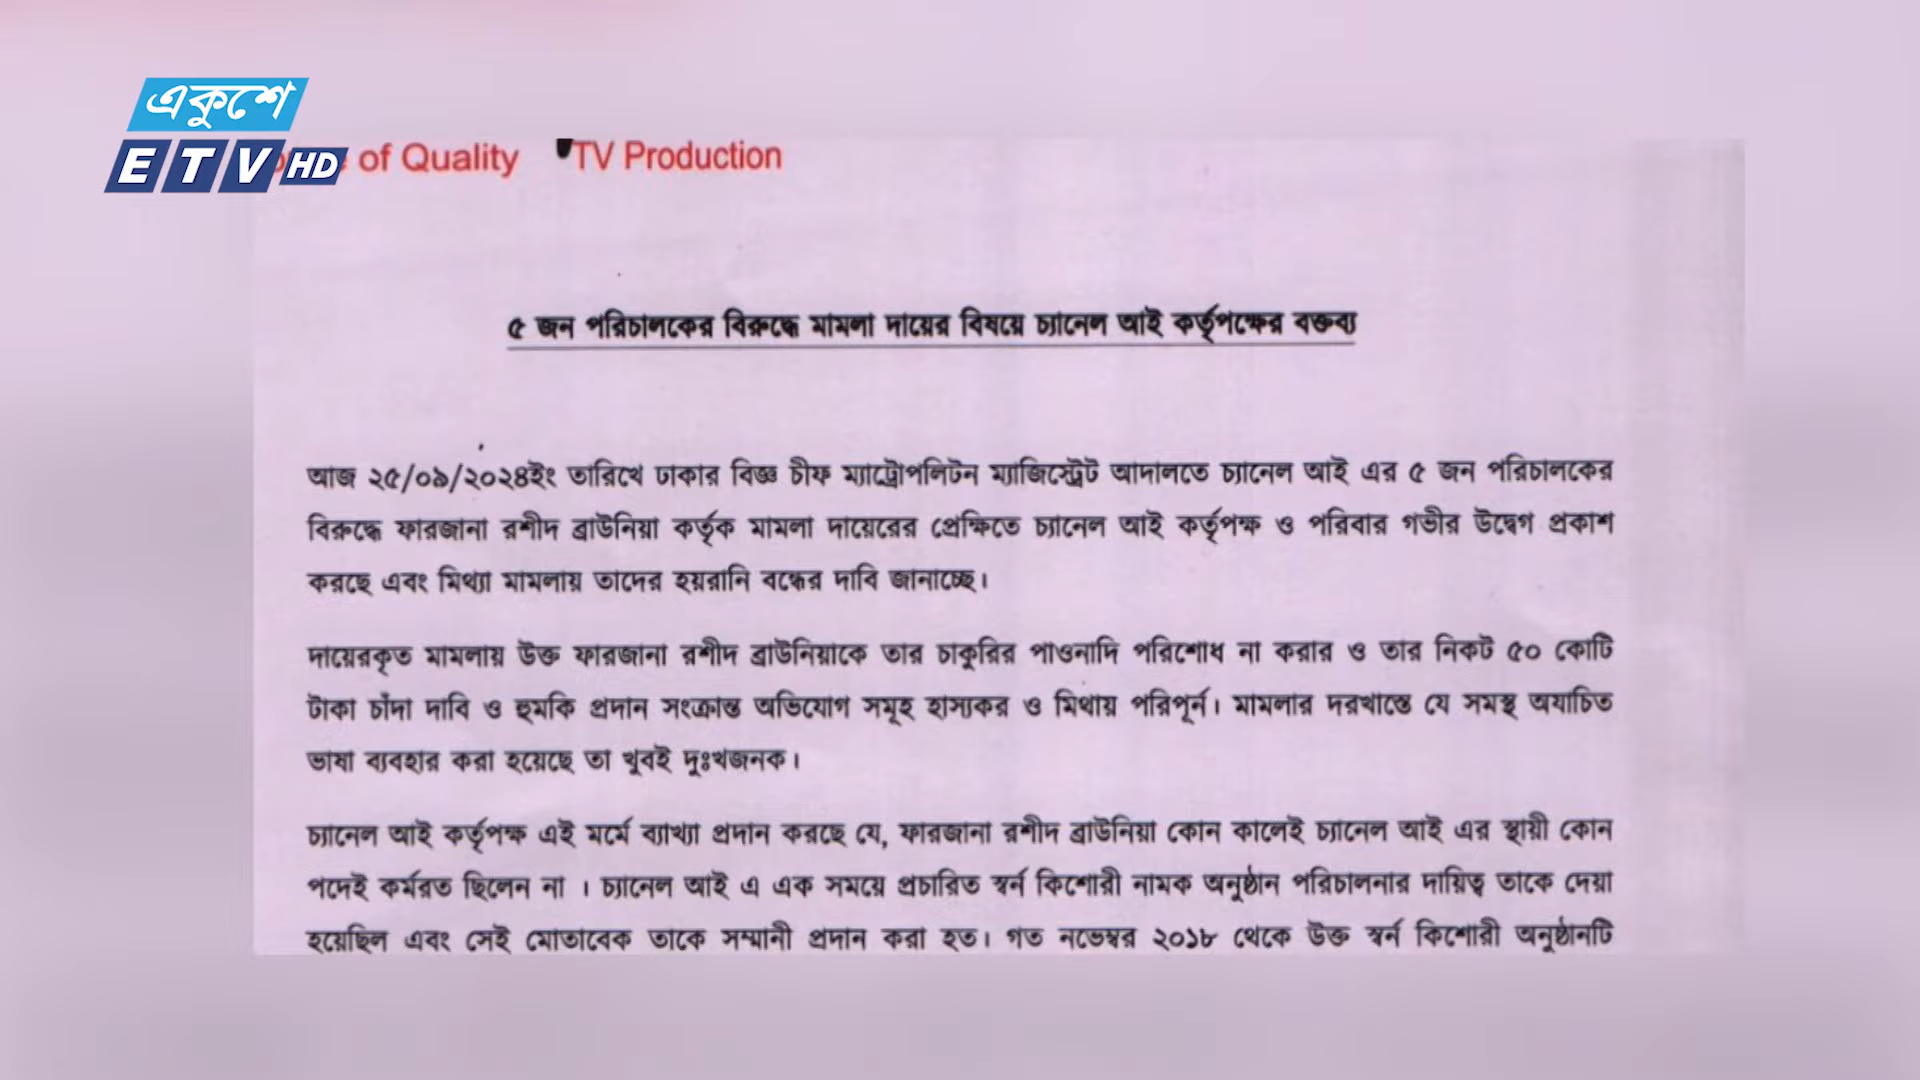 একুশে
ETV HD
of Quality TV Production
৫ জন পরিচালকের বিরুদ্ধে মামলা দায়ের বিষয়ে চ্যানেল আই কর্তৃপক্ষের বক্তব্য
আজ ২৫/০৯/২০২৪ইং তারিখে ঢাকার বিজ্ঞ চীফ ম্যাট্রোপলিটন ম্যাজিস্ট্রেট আদালতে চ্যানেল আই এর ৫ জন পরিচালকের
বিরুদ্ধে ফারজানা রশীদ ব্রাউনিয়া কর্তৃক মামলা দায়েরের প্রেক্ষিতে চ্যানেল আই কর্তৃপক্ষ ও পরিবার গভীর উদ্বেগ প্রকাশ
করছে এবং মিথ্যা মামলায় তাদের হয়রানি বন্ধের দাবি জানাচ্ছে।
দায়েরকৃত মামলায় উক্ত ফারজানা রশীদ ব্রাউনিয়াকে তার চাকুরির পাওনাদি পরিশোধ না করার ও তার নিকট ৫০ কোটি
টাকা চাঁদা দাবি ও হুমকি প্রদান সংক্রান্ত অভিযোগ সমূহ হাস্যকর ও মিথায় পরিপূর্ন। মামলার দরখাস্তে যে সমস্থ অযাচিত
ভাষা ব্যবহার করা হয়েছে তা খুবই দুঃখজনক।
চ্যানেল আই কর্তৃপক্ষ এই মর্মে ব্যাখ্যা প্রদান করছে যে, ফারজানা রশীদ ব্রাউনিয়া কোন কালেই চ্যানেল আই এর স্থায়ী কোন
পদেই কর্মরত ছিলেন না । চ্যানেল আই এ এক সময়ে প্রচারিত স্বর্ন কিশোরী নামক অনুষ্ঠান পরিচালনার দায়িত্ব তাকে দেয়া
হয়েছিল এবং সেই মোতাবেক তাকে সম্মানী প্রদান করা হত। গত নভেম্বর ২০১৮ থেকে উক্ত স্বর্ন কিশোরী অনুষ্ঠানটি